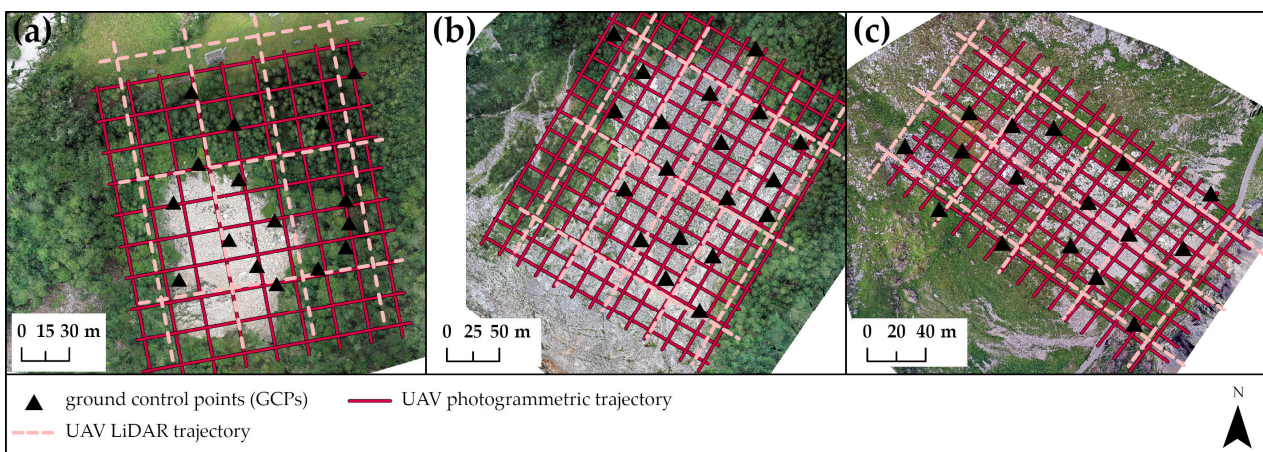 (a)
(b)
(c)
0 15 30 m
0 25 50 m
0 20 40 m
ground control points (GCPs)
UAV photogrammetric trajectory
UAV LiDAR trajectory
N